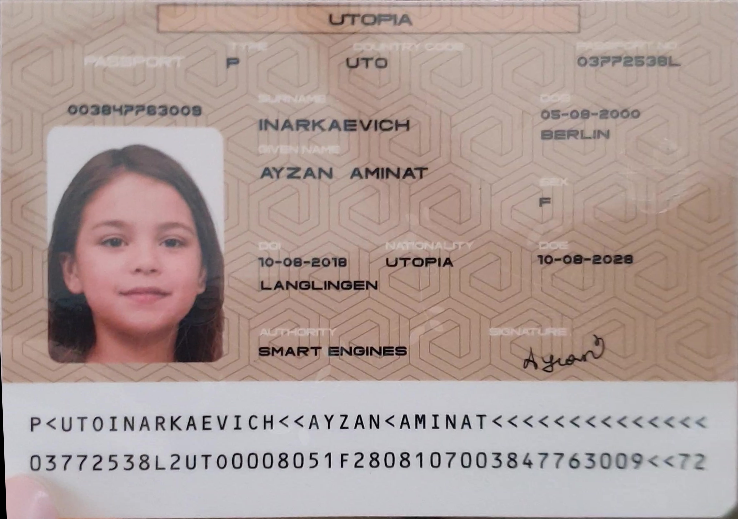 UTOPIA
PASSPORT
TYPE COUNTRY CODE PASSPORT NO
P UTO 03772538L
003847763009
SURNAME
INARKAEVICH
DOB
05-08-2000
BERLIN
GIVEN NAME
AYZAN AMINAT
SEX
F
DOI NATIONALITY DOE
10-08-2018 UTOPIA 10-08-2028
LANGLINGEN
AUTHORITY SIGNATURE
SMART ENGINES
Ayzan
P<UTOINARKAEVICH<<AYZAN<AMINAT<<<<<<<<<<<<<<
03772538L2UTO0008051F2808107003847763009<<72